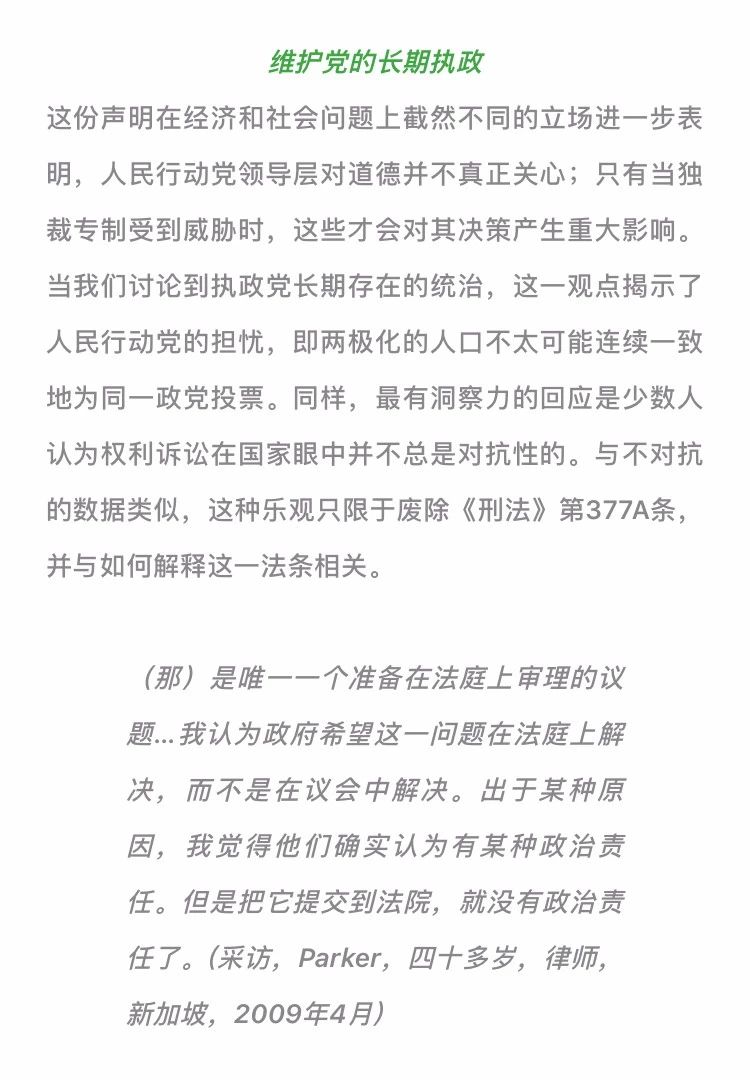 维护党的长期执政
这份声明在经济和社会问题上截然不同的立场进一步表
明，人民行动党领导层对道德并不真正关心；只有当独
裁专制受到威胁时，这些才会对其决策产生重大影响。
当我们讨论到执政党长期存在的统治，这一观点揭示了
人民行动党的担忧，即两极化的人口不太可能连续一致
地为同一政党投票。同样，最有洞察力的回应是少数人
认为权利诉讼在国家眼中并不总是对抗性的。与不对抗
的数据类似，这种乐观只限于废除《刑法》第377A条，
并与如何解释这一法条相关。
（那）是唯一一个准备在法庭上审理的议
题...我认为政府希望这一问题在法庭上解
决，而不是在议会中解决。出于某种原
因，我觉得他们确实认为有某种政治责
任。但是把它提交到法院，就没有政治责
任了。(采访，Parker，四十多岁，律师，
新加坡，2009年4月）